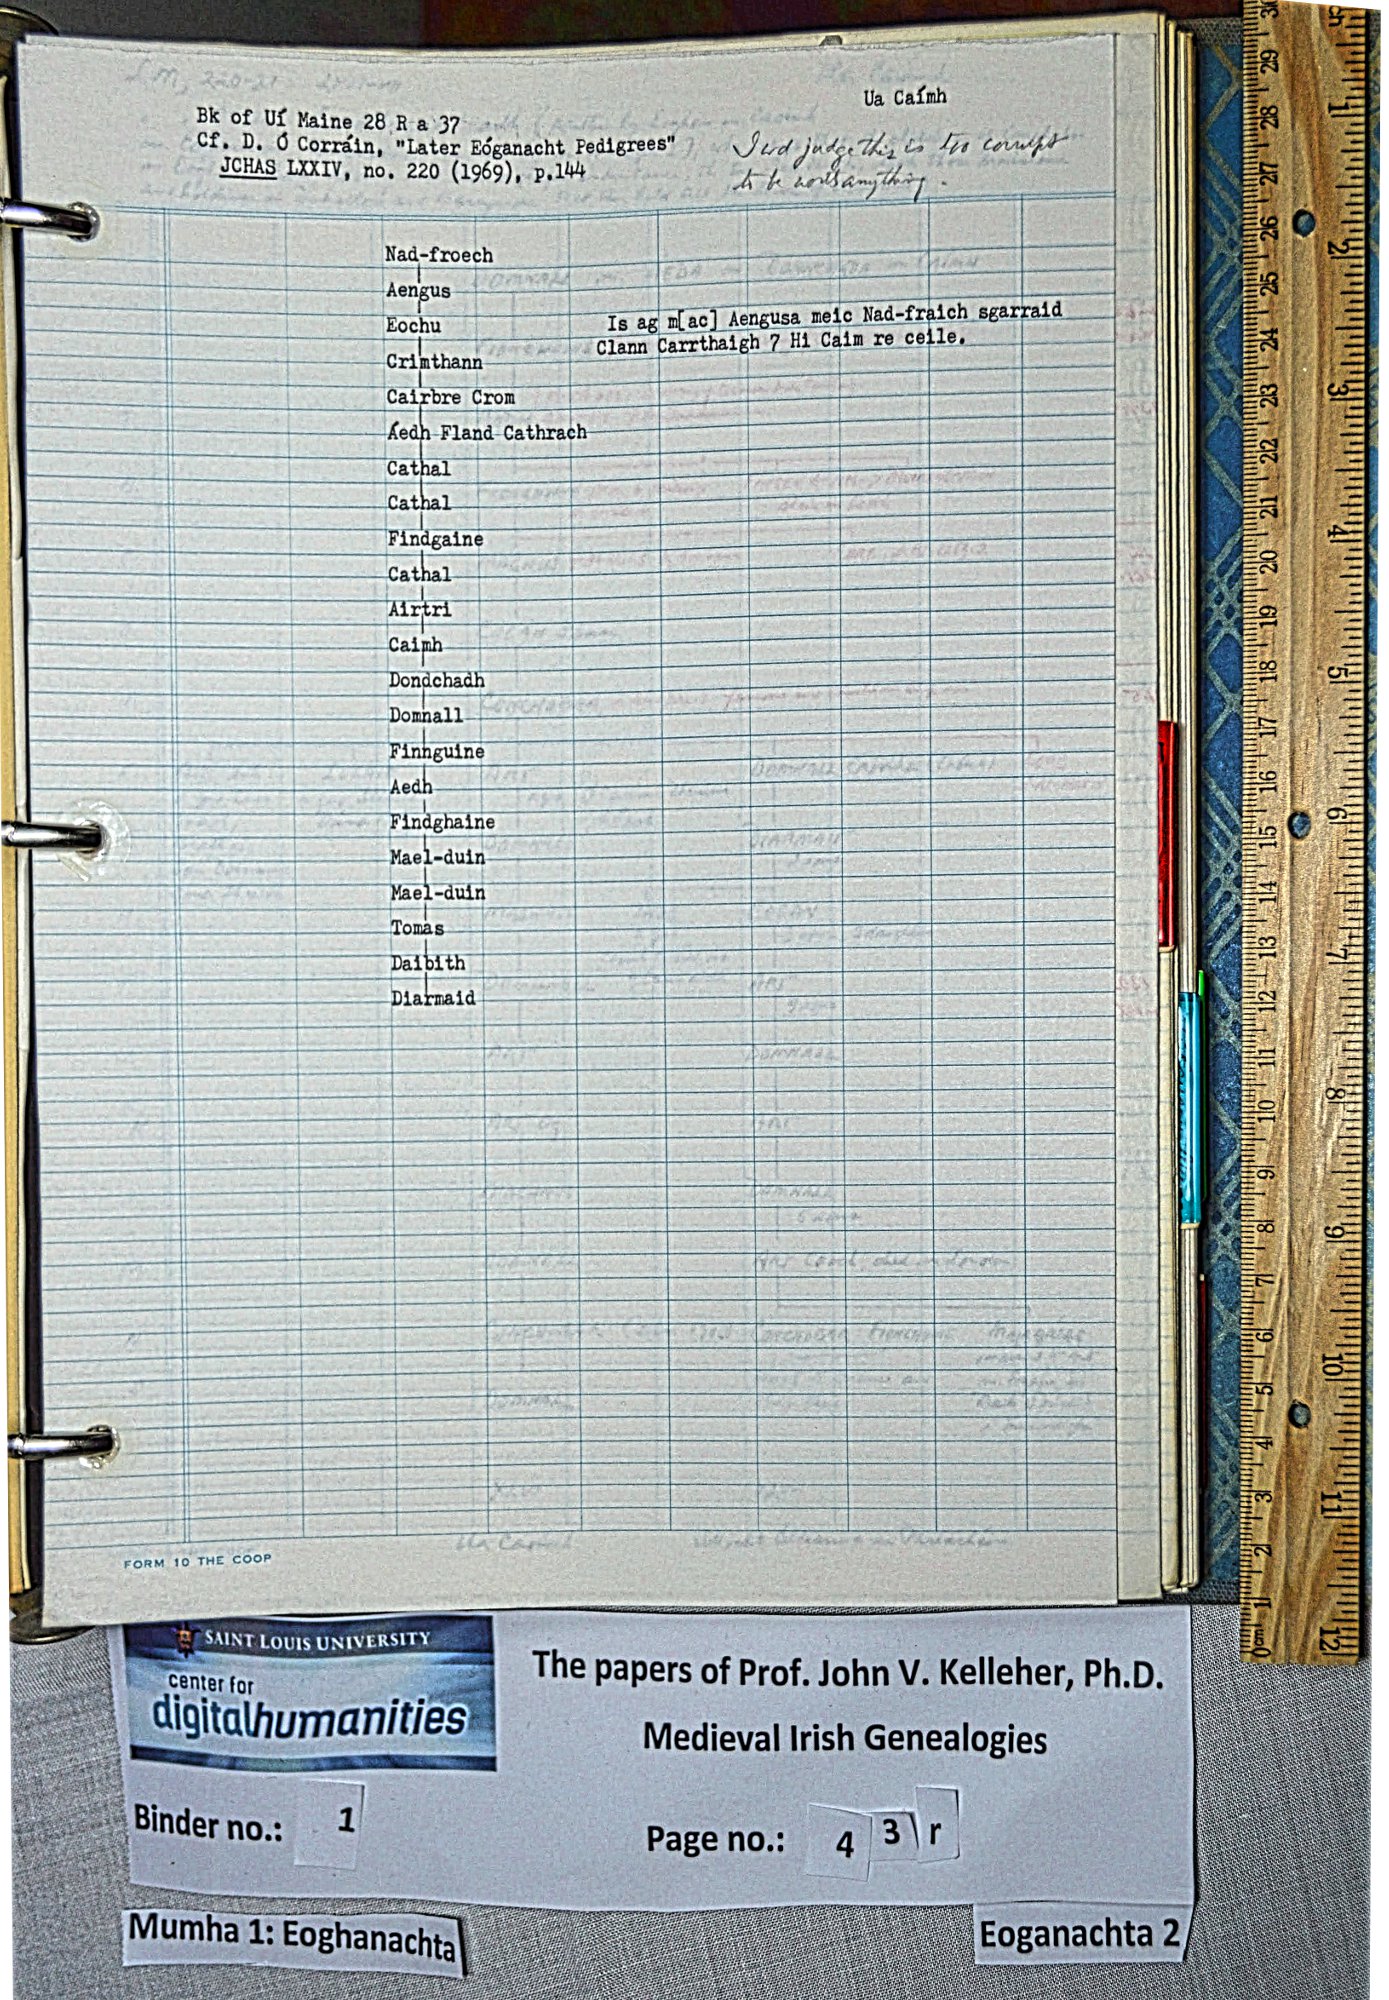 Ua Caímh
Bk of Uí Maine 28 R a 37
Cf. D. Ó Corráin, "Later Eóganacht Pedigrees"
JCHAS LXXIV, no. 220 (1969), p.144
I wd judge this is too corrupt
to be worth anything.
Nad-froech
Aengus
Eochu
Is ag m[ac] Aengusa meic Nad-fraich sgarraid
Clann Carrthaigh 7 Hi Caim re ceile.
Crimthann
Cairbre Crom
Áedh Fland Cathrach
Cathal
Cathal
Findgaine
Cathal
Airtri
Caimh
Dondchadh
Domnall
Finnguine
Aedh
Findghaine
Mael-duin
Mael-duin
Tomas
Daibith
Diarmaid
FORM 10 THE COOP
SAINT LOUIS UNIVERSITY
center for
digitalhumanities
The papers of Prof. John V. Kelleher, Ph.D.
Medieval Irish Genealogies
Binder no.: 1
Page no.: 43\r
Mumha 1: Eoghanachta
Eoganachta 2